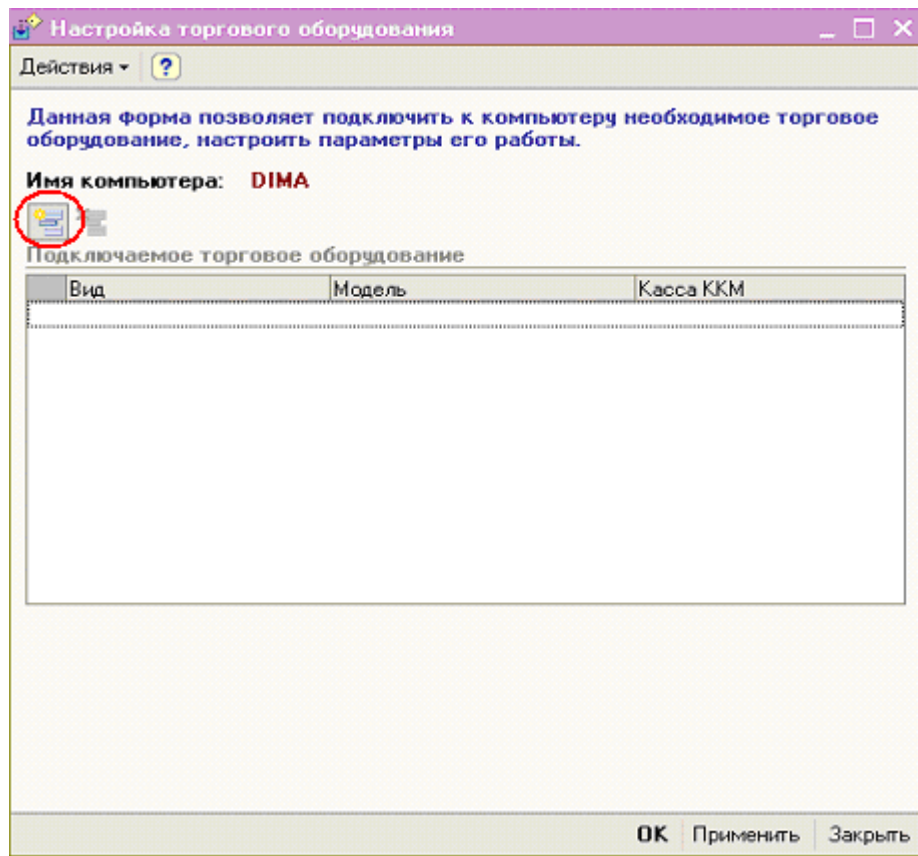 Настройка торгового оборудования
Действия ?
Данная форма позволяет подключить к компьютеру необходимое торговое
оборудование, настроить параметры его работы.
Имя компьютера: DIMA
Подключаемое торговое оборудование
Вид Модель Касса ККМ
OK Применить Закрыть